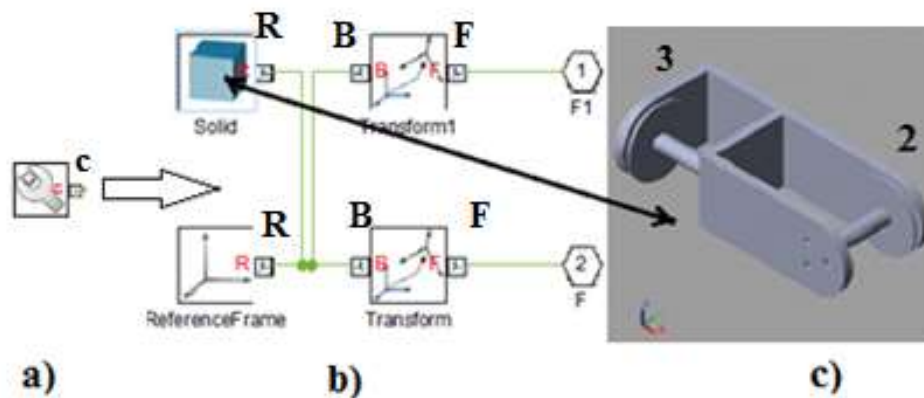 R B F
B F 1
Solid Transform1 F1
3
2
c
R B F
R B F 2
ReferenceFrame Transform F
a) b) c)